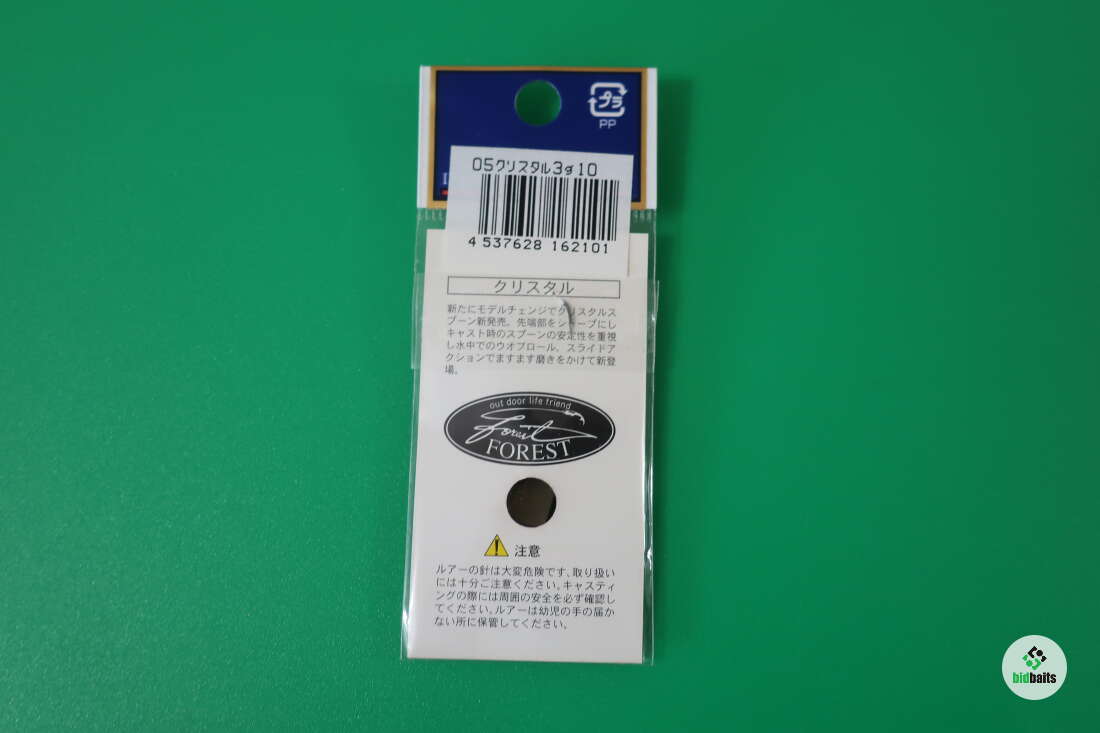 プラ
PP
05クリスタル3g10
4 537628 162101
クリスタル
新たにモデルチェンジでクリスタルス
プーン新発売。先端部をシャープにし
キャスト時のスプーンの安定性を重視
し水中でのウオブロール、スライドア
クションでますます磨きをかけて新登
場。
out door life friend
Forest
FOREST
注意
ルアーの針は大変危険です、取り扱い
には十分ご注意ください。キャスティ
ングの際には周囲の安全を必ず確認し
てください。ルアーは幼児の手の届か
ない所に保管してください。
bidbaits